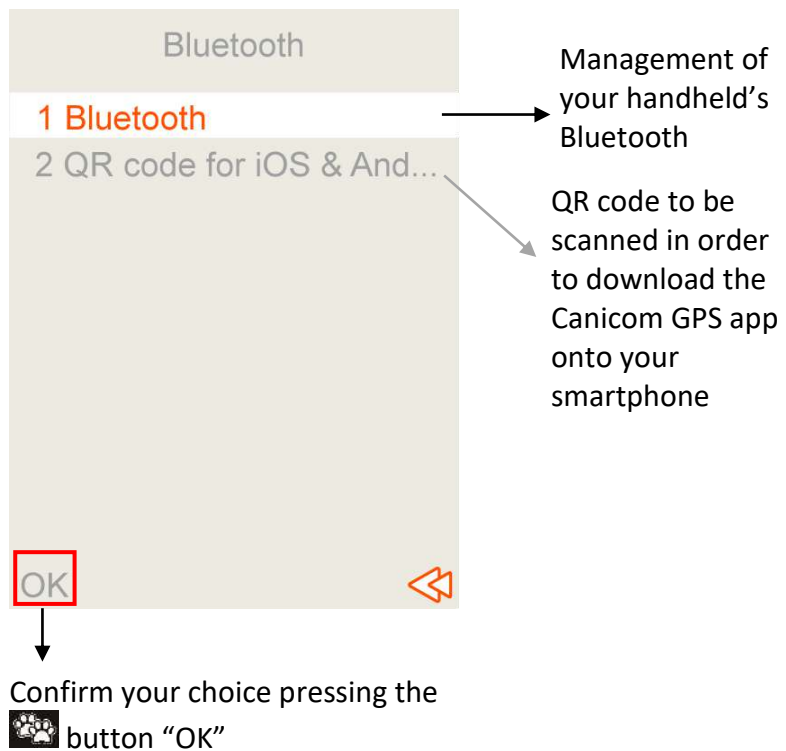 Bluetooth
1 Bluetooth
2 QR code for iOS & And...
OK
Management of
your handheld’s
Bluetooth
QR code to be
scanned in order
to download the
Canicom GPS app
onto your
smartphone
Confirm your choice pressing the
button “OK”